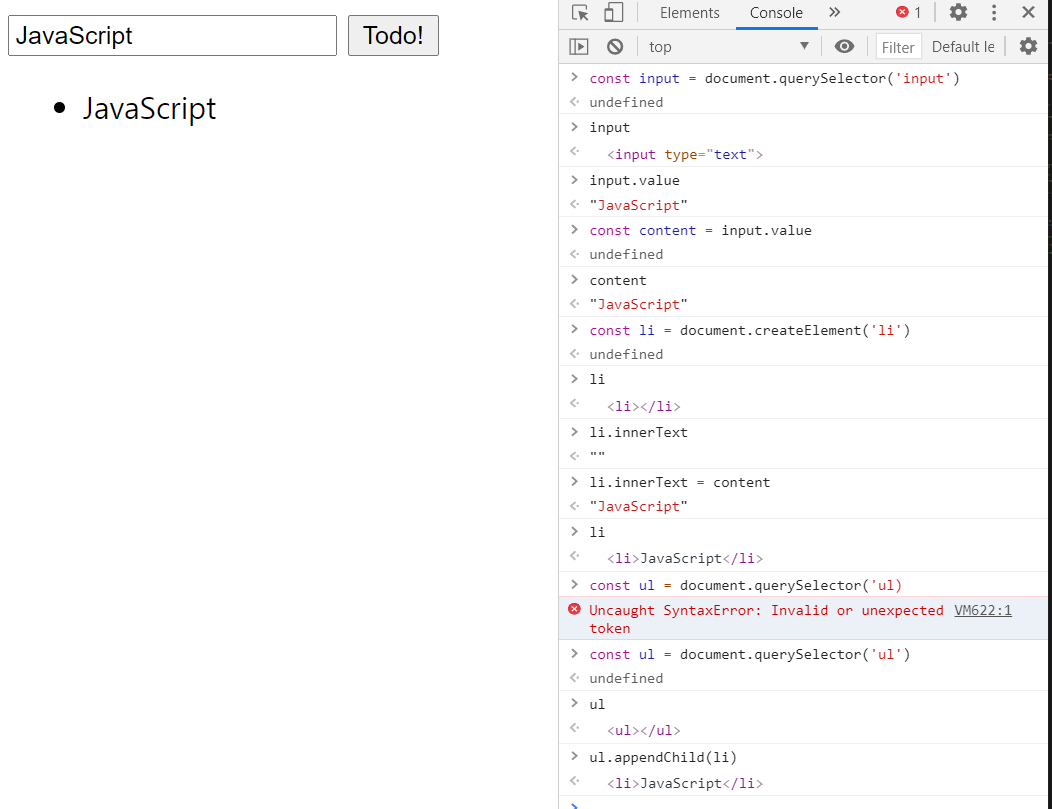 JavaScript Todo!
• JavaScript
Elements Console » 1
top Filter Default le
> const input = document.querySelector('input')
undefined
> input
<input type="text">
> input.value
"JavaScript"
> const content = input.value
undefined
> content
"JavaScript"
> const li = document.createElement('li')
undefined
> li
<li></li>
> li.innerText
""
> li.innerText = content
"JavaScript"
> li
<li>JavaScript</li>
> const ul = document.querySelector('ul)
Uncaught SyntaxError: Invalid or unexpected VM622:1
token
> const ul = document.querySelector('ul')
undefined
> ul
<ul></ul>
> ul.appendChild(li)
<li>JavaScript</li>
>